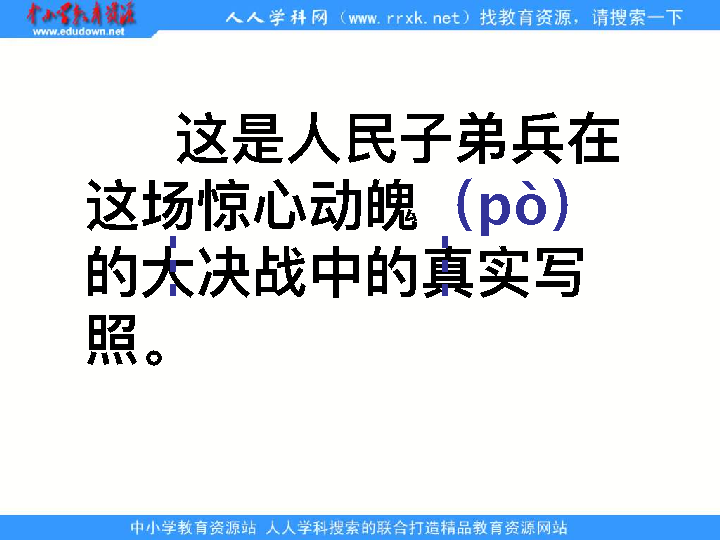 中小学教育资源
www.edudown.net
人人学科网（www.rrxk.net）找教育资源，请搜索一下
这是人民子弟兵在
这场惊心动魄（pò）
的大决战中的真实写
照。
中小学教育资源站 人人学科搜索的联合打造精品教育资源网站